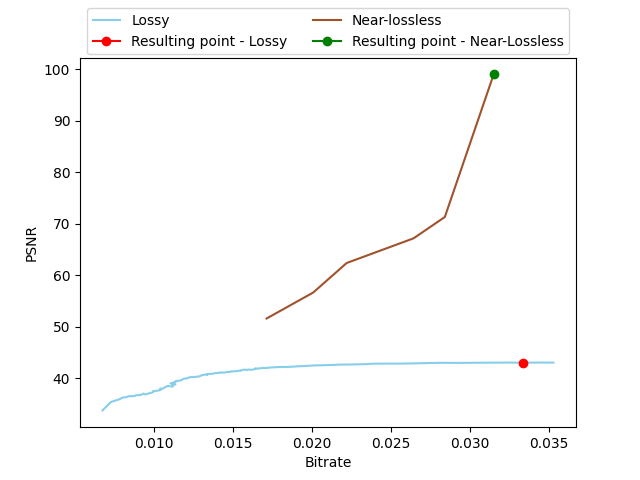 Lossy
Near-lossless
Resulting point - Lossy
Resulting point - Near-Lossless
100
90
80
70
60
50
40
PSNR
0.010
0.015
0.020
0.025
0.030
0.035
Bitrate